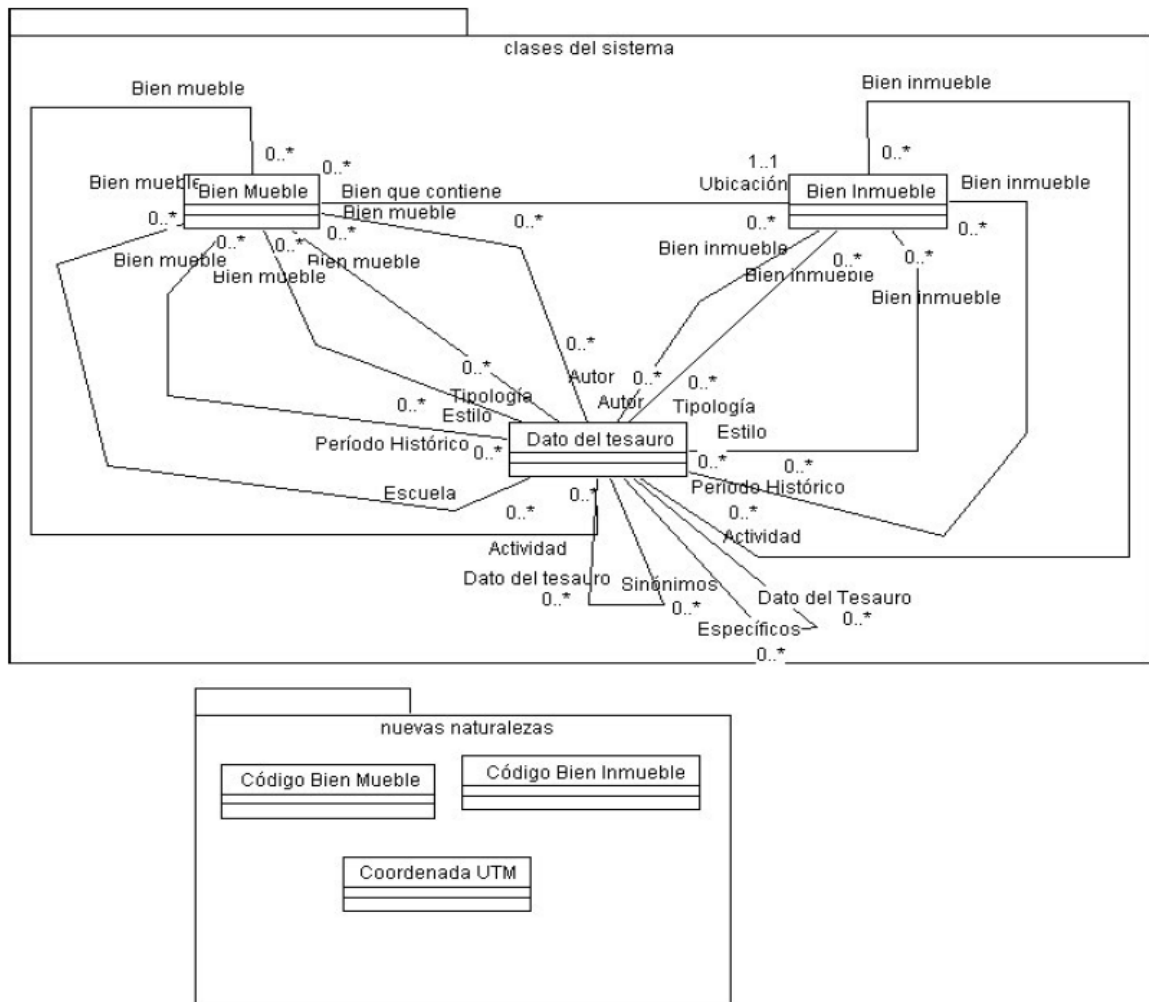 clases del sistema
Bien mueble
Bien inmueble
0..*
0..*
1..1
0..*
Bien mueble
Bien Mueble
Bien que contiene
Ubicación
Bien Inmueble
Bien inmueble
0..*
Bien mueble
0..*
0..*
0..*
0..*
0..*
0..*
Bien mueble
Bien mueble
Bien mueble
Bien inmueble
Bien inmueble
0..*
0..*
Bien inmueble
0..*
0..*
Autor
0..*
0..*
0..*
Tipología
Autor
Tipología
Estilo
Estilo
Período Histórico
0..*
Dato del tesauro
0..*
0..*
Período Histórico
Escuela
0..*
0..*
0..*
Actividad
Actividad
Dato del tesauro
Sinónimos
Dato del Tesauro
0..*
0..*
0..*
Específicos
0..*
nuevas naturalezas
Código Bien Mueble
Código Bien Inmueble
Coordenada UTM